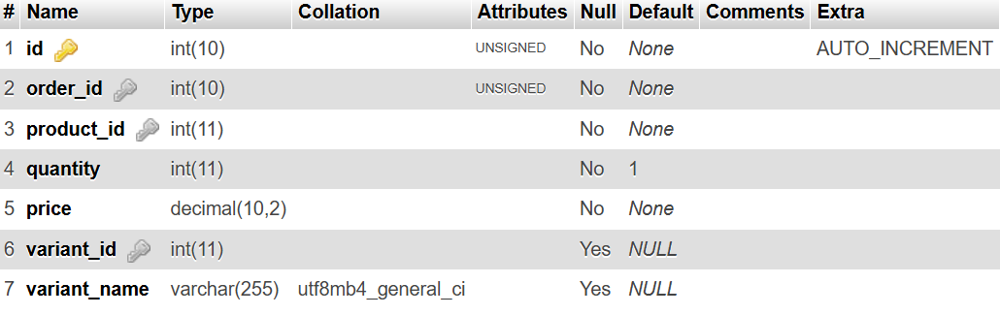 # Name Type Collation Attributes Null Default Comments Extra
1 id int(10) UNSIGNED No None AUTO_INCREMENT
2 order_id int(10) UNSIGNED No None
3 product_id int(11) No None
4 quantity int(11) No 1
5 price decimal(10,2) No None
6 variant_id int(11) Yes NULL
7 variant_name varchar(255) utf8mb4_general_ci Yes NULL